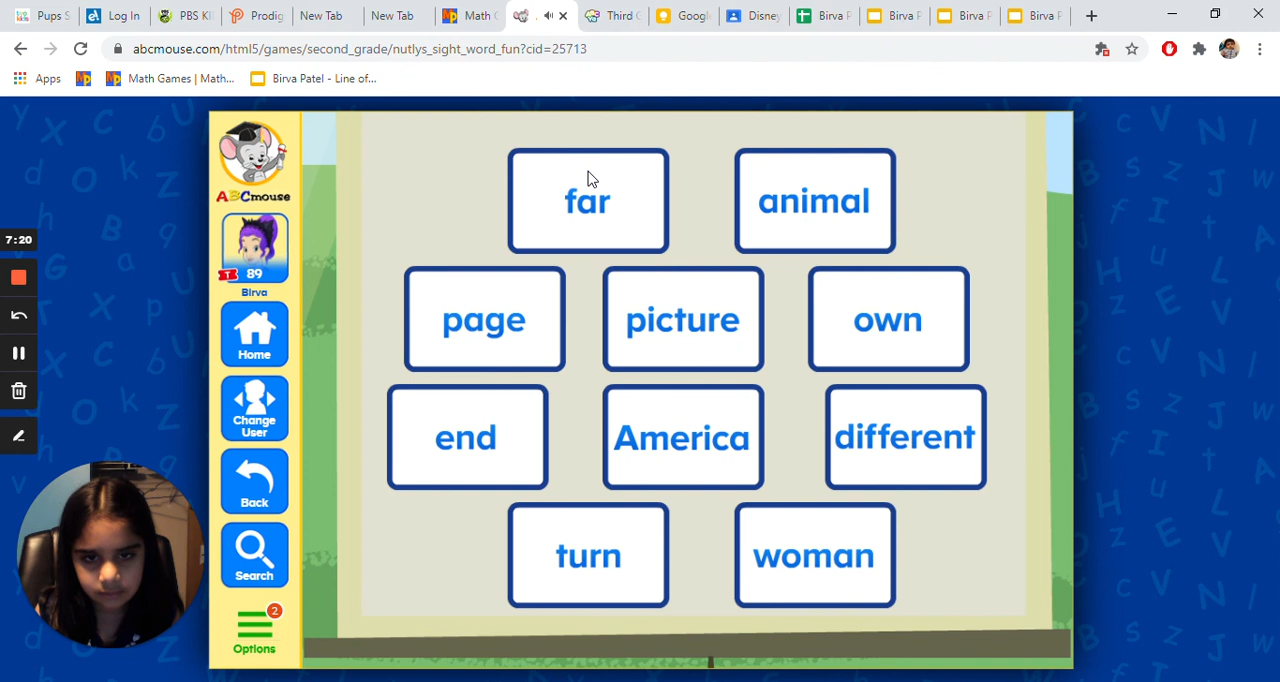 Pups S
Log In
PBS KI
Prodig
New Tab
New Tab
Math G
Third G
Google
Disney
Birva P
Birva P
Birva P
Birva P
abcmouse.com/html5/games/second_grade/nutlys_sight_word_fun?cid=25713
Apps
Math Games | Math...
Birva Patel - Line of...
7:20
ABCmouse
T 89
Birva
Home
Change
User
Back
Search
2
Options
far animal
page picture own
end America different
turn woman